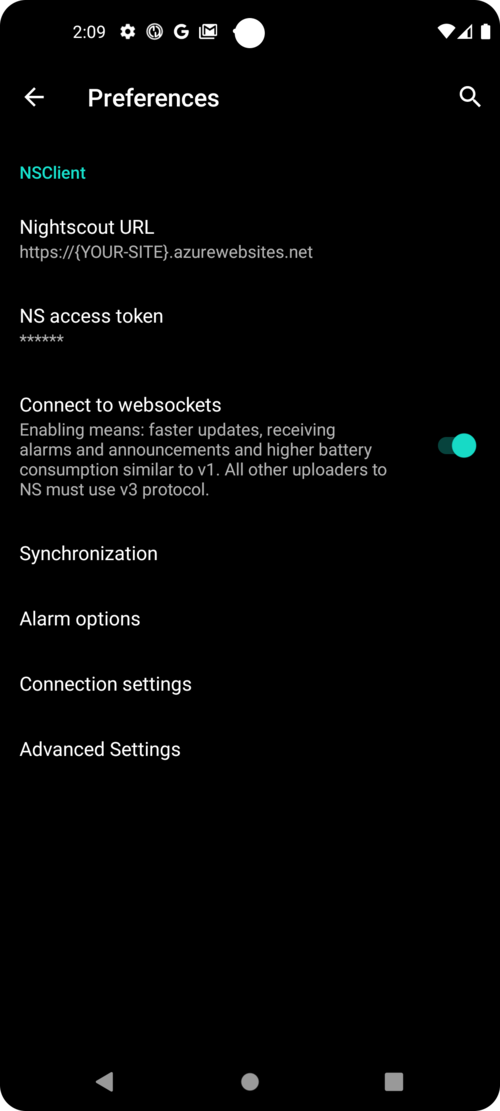 2:09
Preferences
NSClient
Nightscout URL
https://{YOUR-SITE}.azurewebsites.net
NS access token
******
Connect to websockets
Enabling means: faster updates, receiving
alarms and announcements and higher battery
consumption similar to v1. All other uploaders to
NS must use v3 protocol.
Synchronization
Alarm options
Connection settings
Advanced Settings